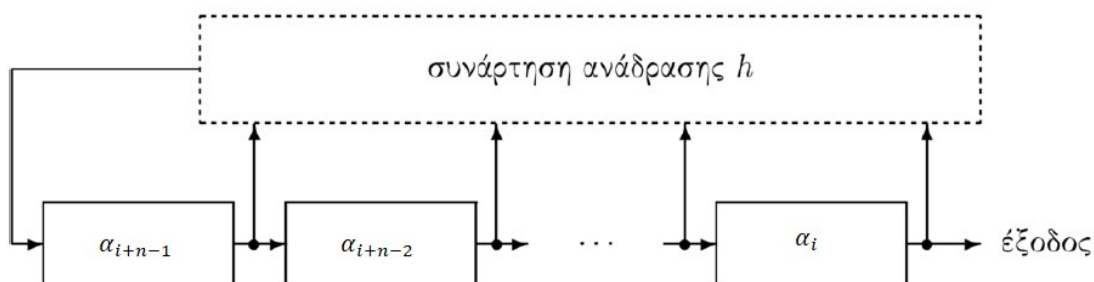 συνάρτηση ανάδρασης h
α_{i+n−1} α_{i+n−2} ... α_i έξοδος